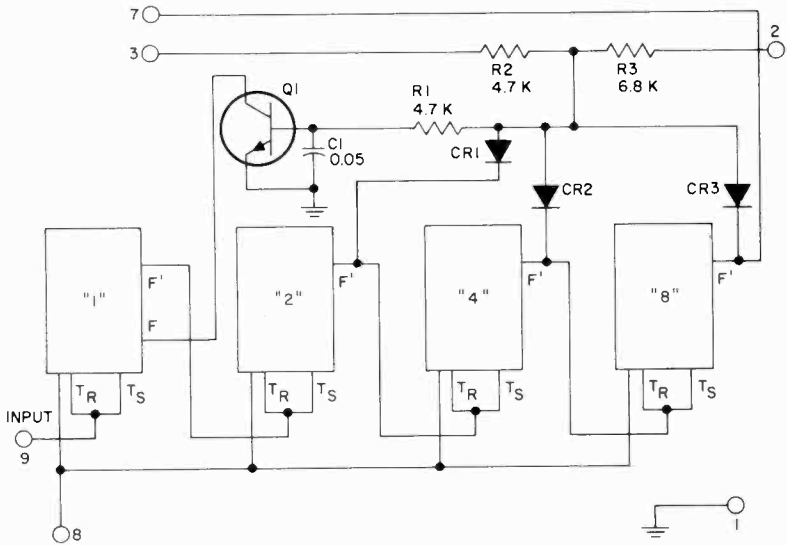 7
2
3
R2
4.7 K
R3
6.8 K
Q1
R1
4.7 K
C1
0.05
CR1
CR2
CR3
"1"
F'
F
"2"
F'
"4"
F'
"8"
F'
TR
TS
TR
TS
TR
TS
TR
TS
INPUT
9
8
1